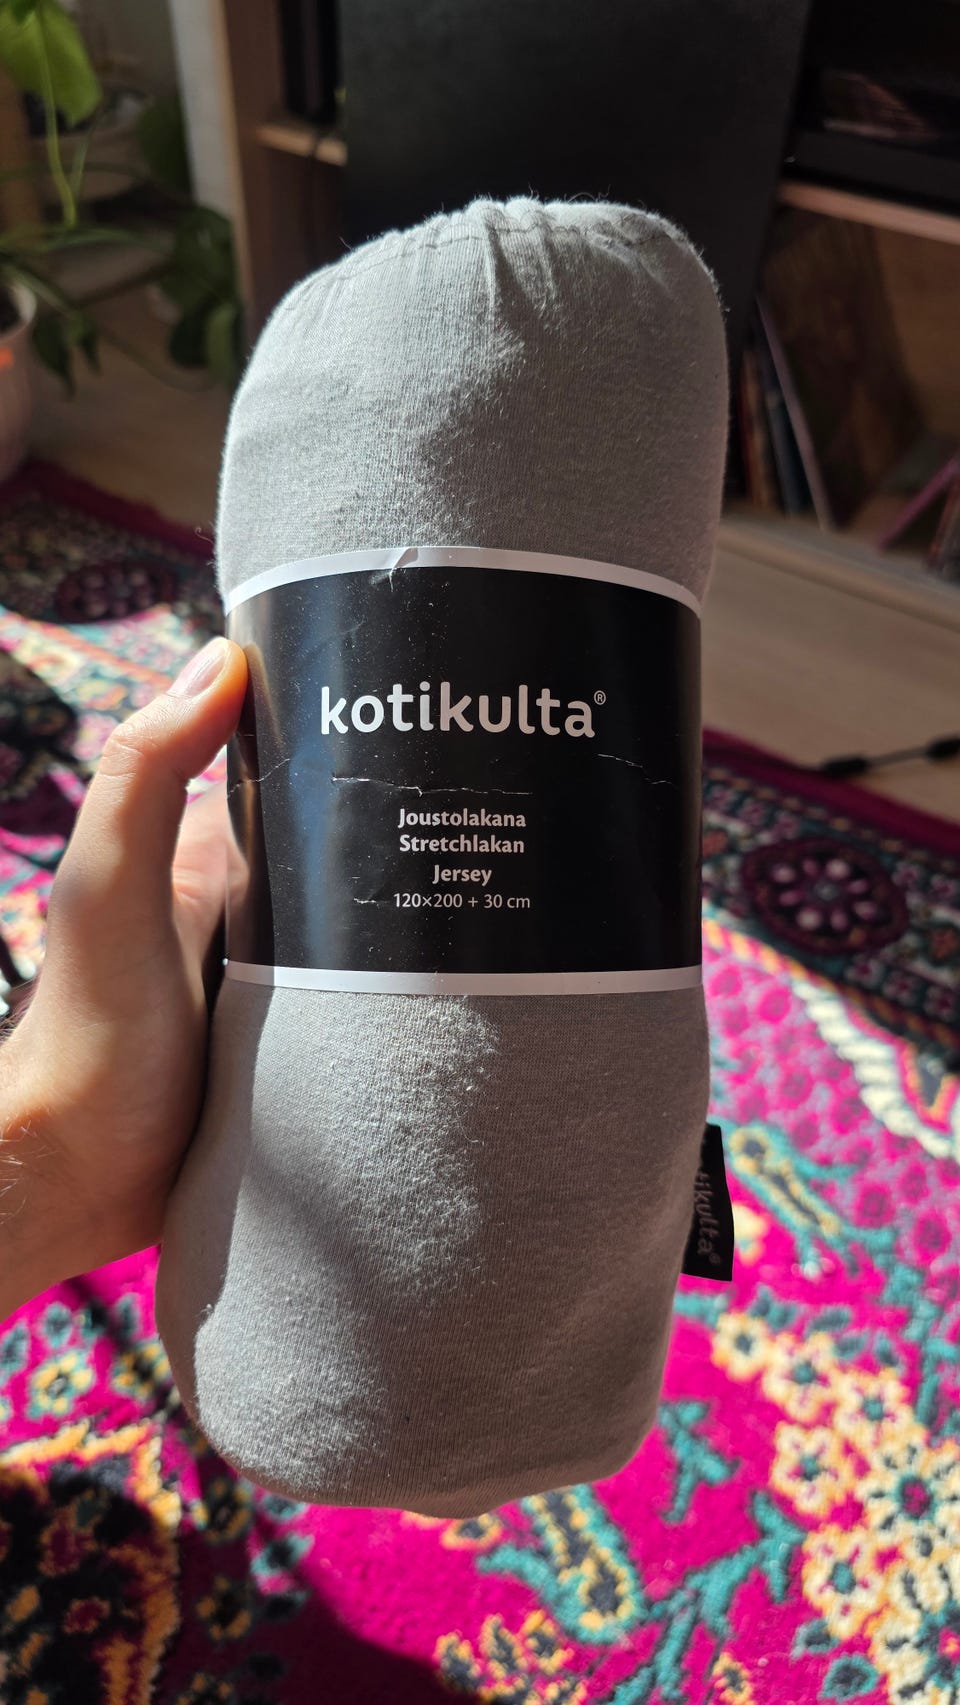 kotikulta®
Joustolakana
Stretchlakan
Jersey
120×200 + 30 cm